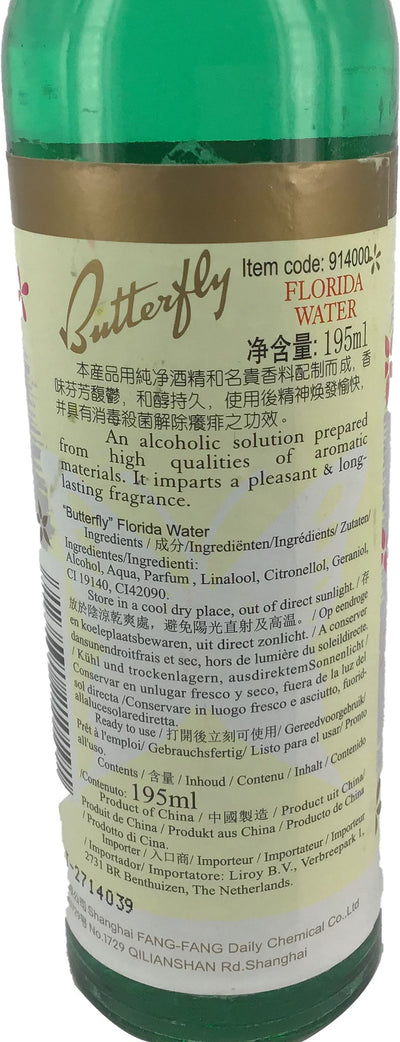 Butterfly
Item code: 914000
FLORIDA
WATER
净含量: 195ml
本產品用純净酒精和名貴香料配制而成,香
味芬芳馥鬱,和醇持久,使用後精神焕發愉快,
并具有消毒殺菌解除癢痱之功效。
An alcoholic solution prepared
from high qualities of aromatic
materials. It imparts a pleasant & long-
lasting fragrance.
"Butterfly" Florida Water
Ingredients / 成分/Ingrediënten/Ingrédients/ Zutaten/
Ingredientes/Ingredienti:
Alcohol, Aqua, Parfum , Linalool, Citronellol, Geraniol,
CI 19140, CI42090.
Store in a cool dry place, out of direct sunlight. / 存
放於陰涼乾爽處,避免陽光直射及高温。 / Op eendroge
en koeleplaatsbewaren, uit direct zonlicht. / A conserver
dansunendroitfrais et sec, hors de lumière du soleildirecte.
/ Kühl und trockenlagern, ausdirektemSonnenlicht /
Conservar en unlugar fresco y seco, fuera de la luz del
sol directa /Conservare in luogo fresco e asciutto, fuorid-
allalucesolarediretta.
Ready to use / 打開後立刻可使用/ Gereedvoorgebruik/
Prêt à l'emploi/ Gebrauchsfertig/ Listo para el usar/ Pronto
all'uso.
Contents / 含量 / Inhoud / Contenu / Inhalt / Contenido
/Contenuto: 195ml
Product of China / 中國製造 / Product uit China/
Produit de China / Produkt aus China / Producto de China
/ Prodotto di Cina.
Importer / 入口商/ Importeur / Importateur / Importeur
/ Importador/ Importatore: Liroy B.V., Verbreepark 1,
2731 BR Benthuizen, The Netherlands.
-2714039
公司 Shanghai FANG-FANG Daily Chemical Co.,Ltd
No.1729 QILIANSHAN Rd.Shanghai